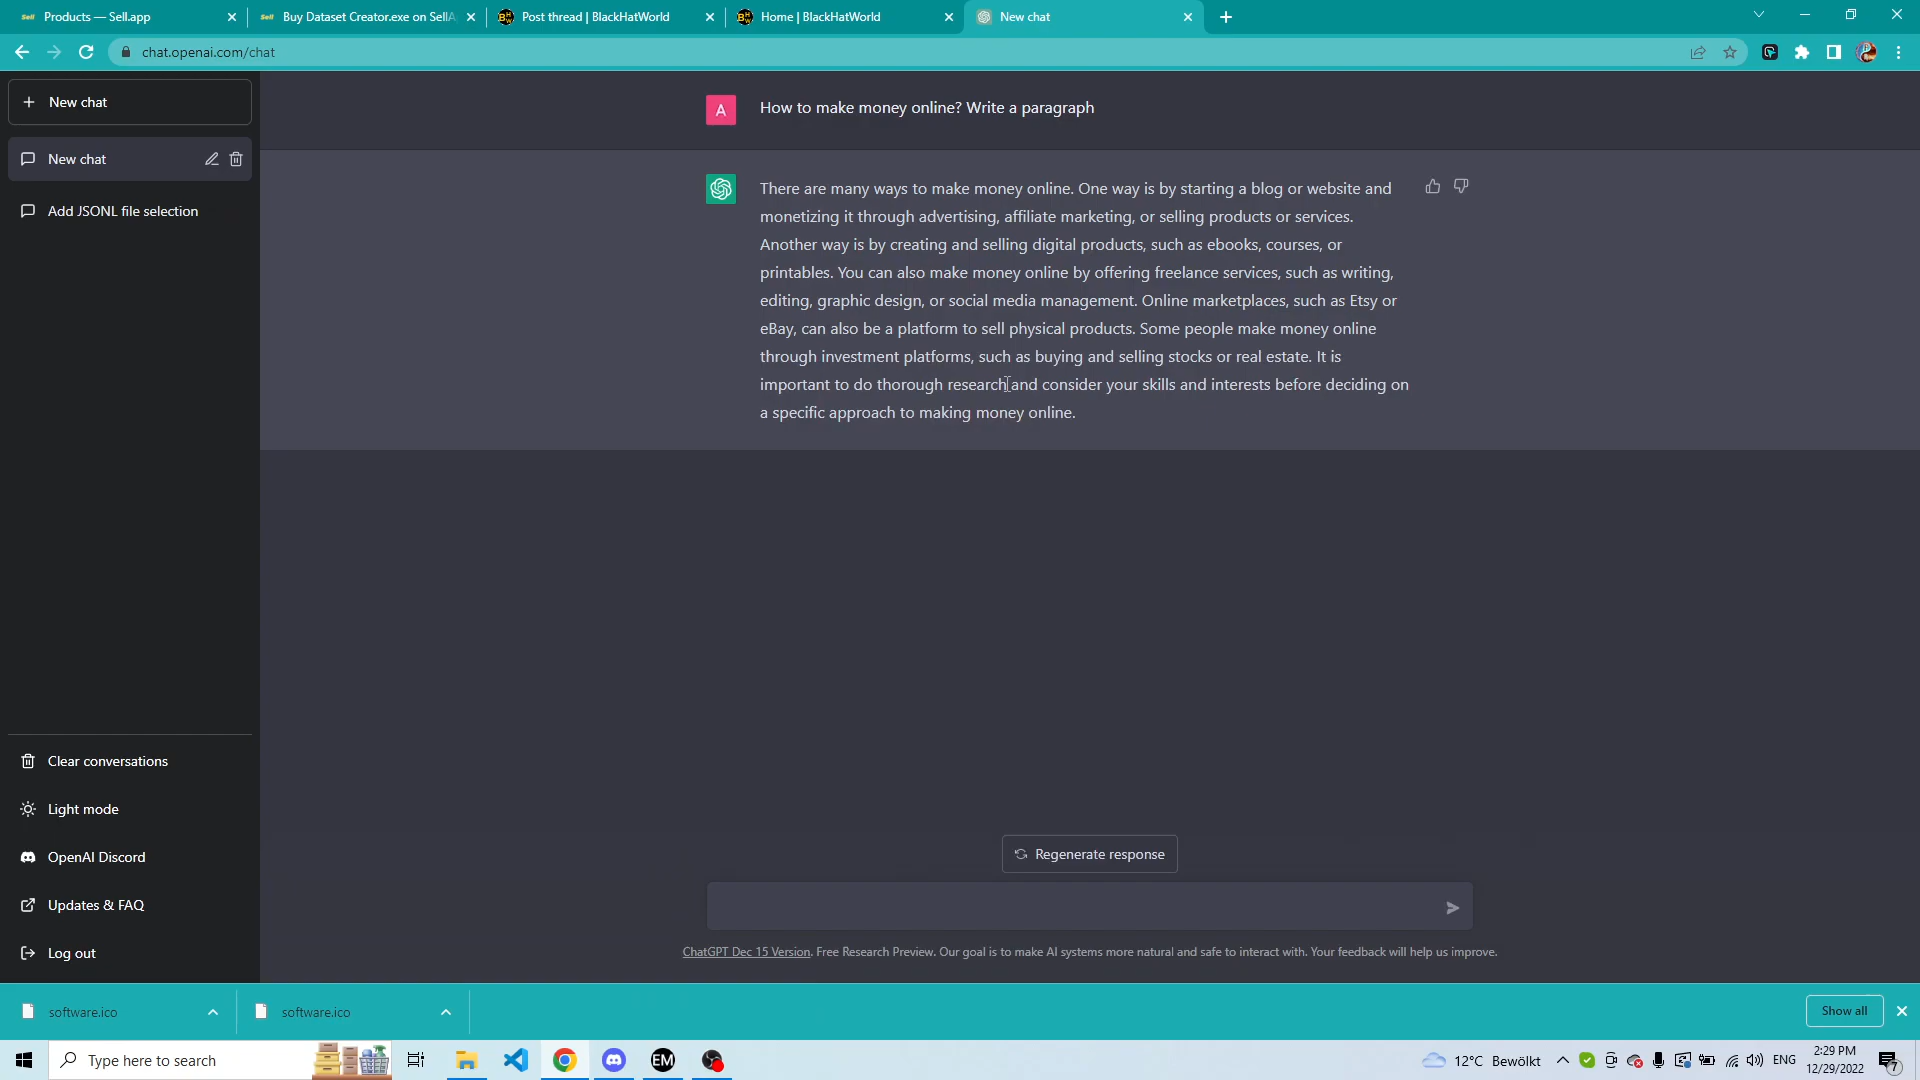 Products — Sell.app
Buy Dataset Creator.exe on SellA
Post thread | BlackHatWorld
Home | BlackHatWorld
New chat
chat.openai.com/chat
New chat
New chat
Add JSONL file selection
A
How to make money online? Write a paragraph
There are many ways to make money online. One way is by starting a blog or website and
monetizing it through advertising, affiliate marketing, or selling products or services.
Another way is by creating and selling digital products, such as ebooks, courses, or
printables. You can also make money online by offering freelance services, such as writing,
editing, graphic design, or social media management. Online marketplaces, such as Etsy or
eBay, can also be a platform to sell physical products. Some people make money online
through investment platforms, such as buying and selling stocks or real estate. It is
important to do thorough research and consider your skills and interests before deciding on
a specific approach to making money online.
Clear conversations
Light mode
OpenAI Discord
Updates & FAQ
Log out
Regenerate response
ChatGPT Dec 15 Version. Free Research Preview. Our goal is to make AI systems more natural and safe to interact with. Your feedback will help us improve.
software.ico
software.ico
Show all
Type here to search
EM
12°C Bewölkt
ENG
2:29 PM
12/29/2022
7